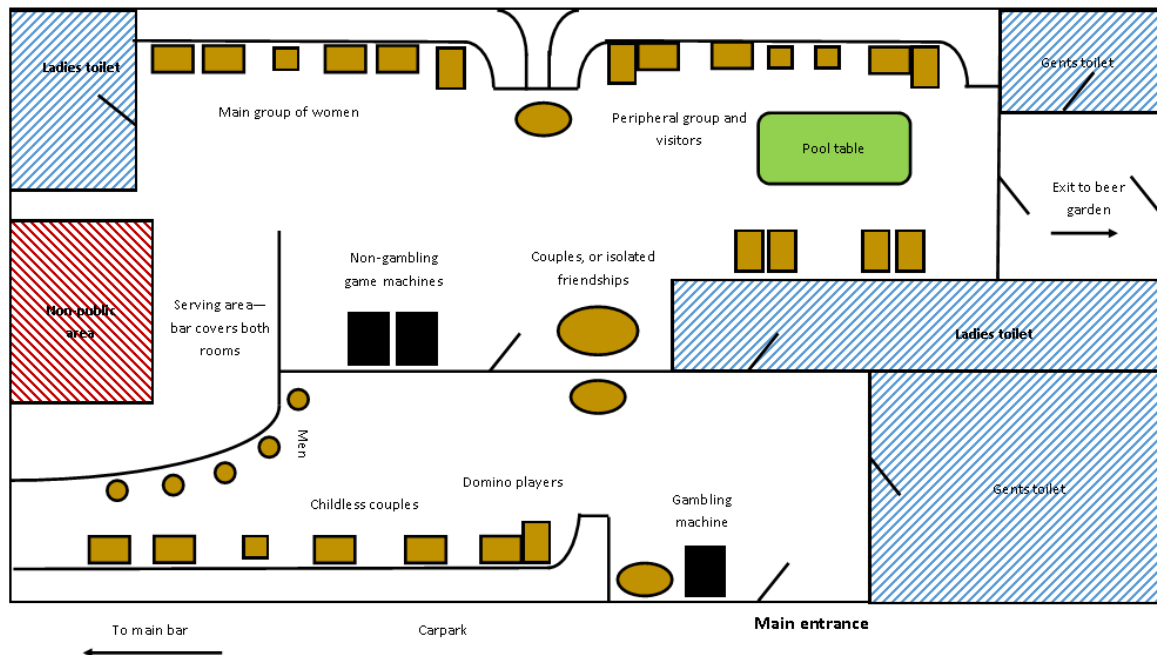 Ladies toilet
Main group of women
Peripheral group and
visitors
Pool table
Gents toilet
Exit to beer
garden
Non-public
area
Serving area—
bar covers both
rooms
Non-gambling
game machines
Couples, or isolated
friendships
Ladies toilet
Men
Childless couples
Domino players
Gambling
machine
Gents toilet
Main entrance
To main bar
Carpark